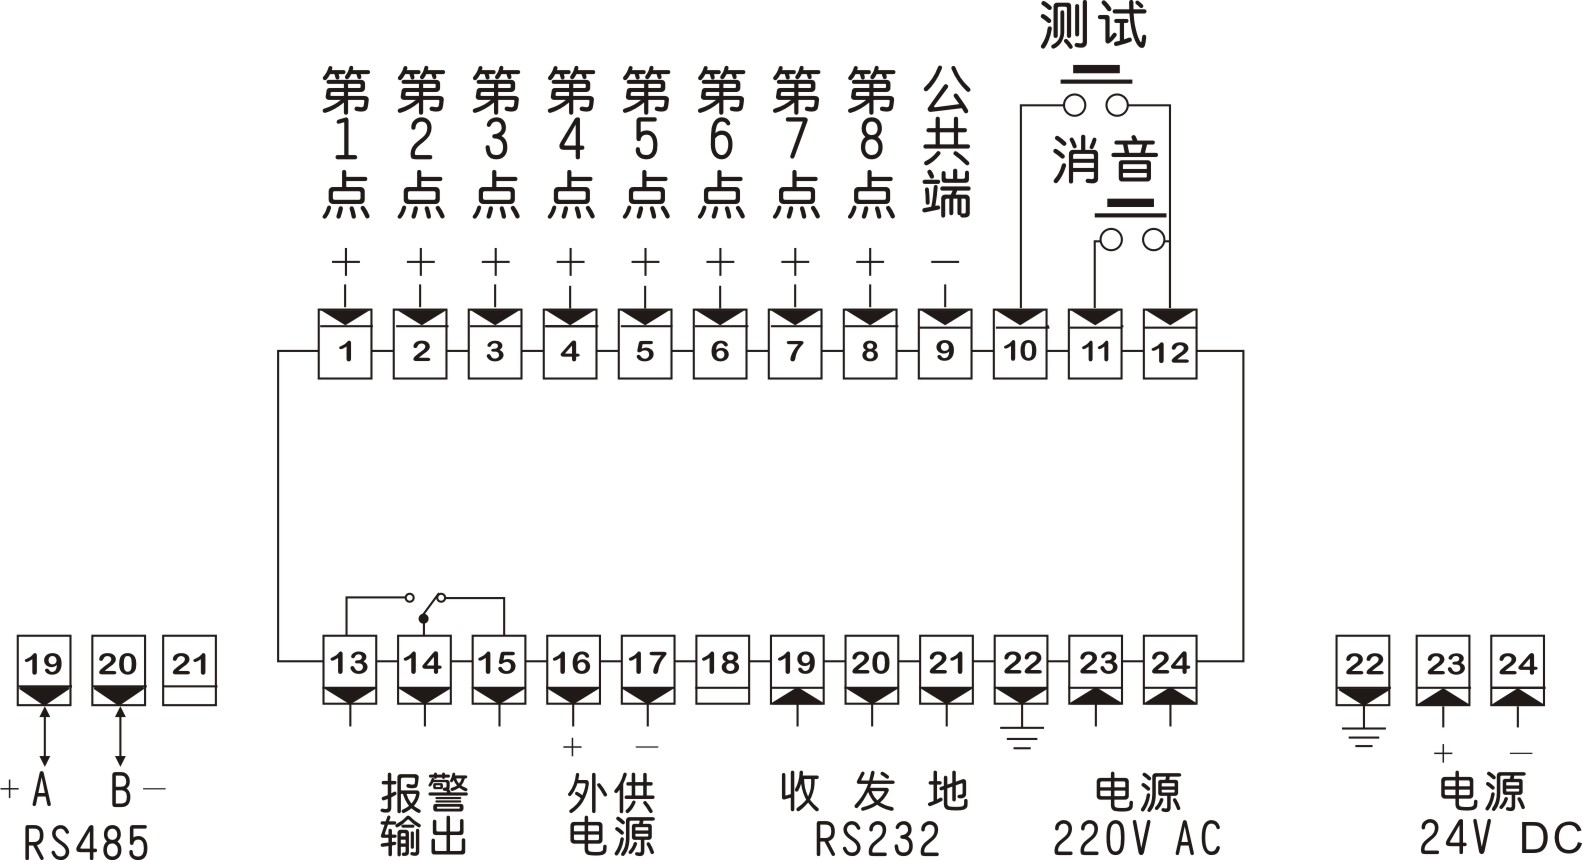 测试
第1点 第2点 第3点 第4点 第5点 第6点 第7点 第8点 公共端
消音
+ + + + + + + + −
1 2 3 4 5 6 7 8 9 10 11 12
19 20 21 13 14 15 16 17 18 19 20 21 22 23 24 22 23 24
+ − + −
+ A B − 报警 外供 收 发 地 电源 电源
RS485 输出 电源 RS232 220V AC 24V DC